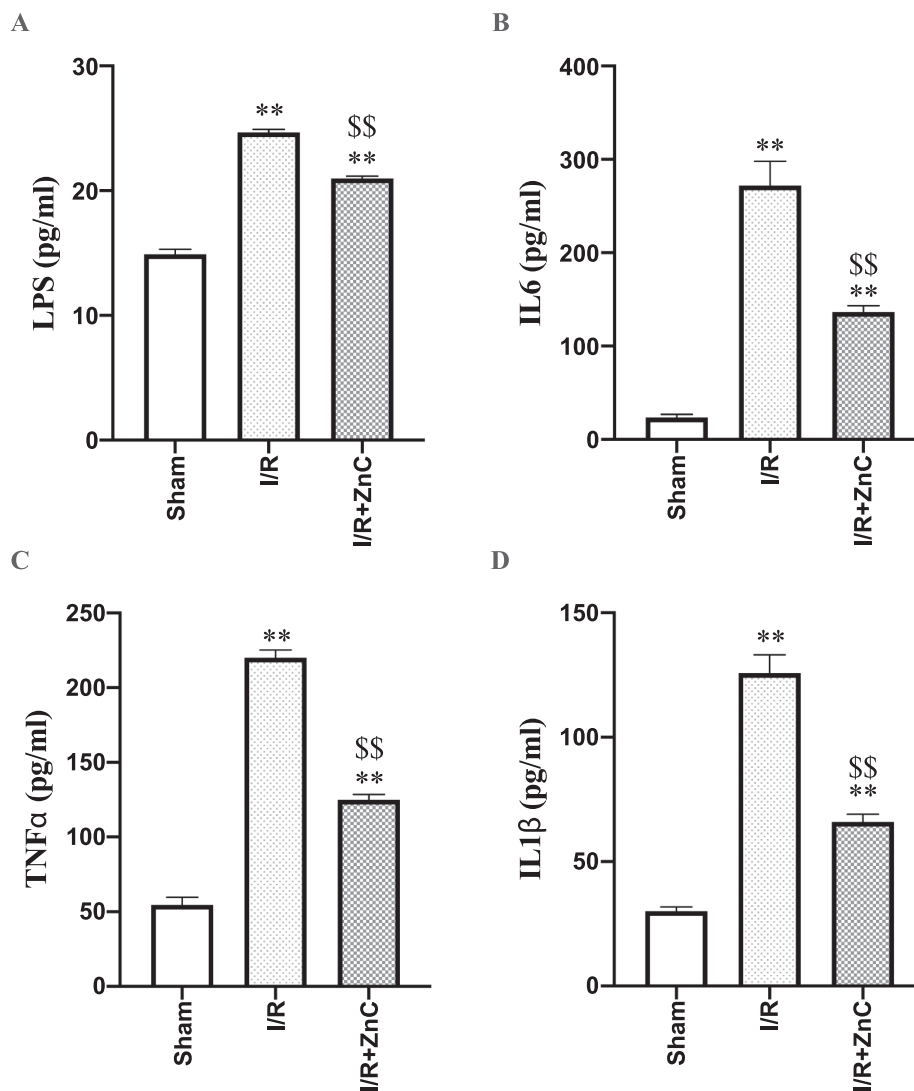 A
LPS (pg/ml)
30
20
10
0
**
$$
**
Sham
I/R
I/R+ZnC
B
IL6 (pg/ml)
400
300
200
100
0
**
$$
**
Sham
I/R
I/R+ZnC
C
TNFα (pg/ml)
250
200
150
100
50
0
**
$$
**
Sham
I/R
I/R+ZnC
D
IL1β (pg/ml)
150
100
50
0
**
$$
**
Sham
I/R
I/R+ZnC